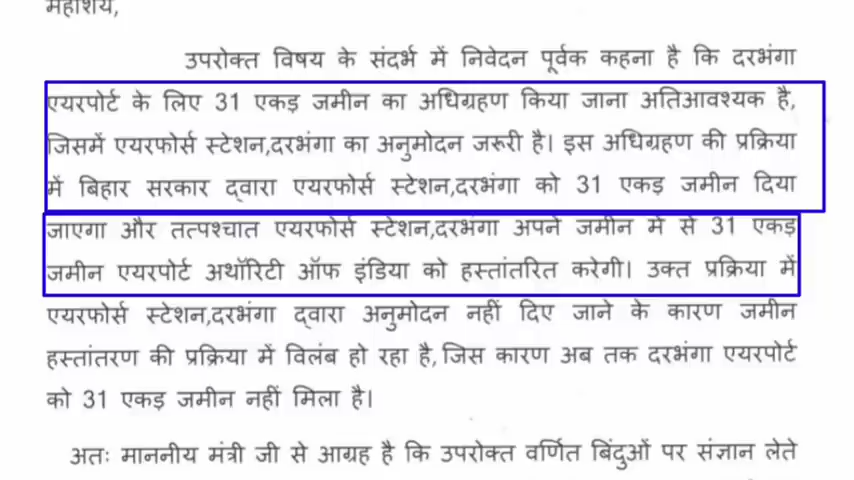 महाशय,
उपरोक्त विषय के संदर्भ में निवेदन पूर्वक कहना है कि दरभंगा
एयरपोर्ट के लिए 31 एकड़ जमीन का अधिग्रहण किया जाना अतिआवश्यक है,
जिसमें एयरफोर्स स्टेशन,दरभंगा का अनुमोदन जरूरी है। इस अधिग्रहण की प्रक्रिया
में बिहार सरकार द्वारा एयरफोर्स स्टेशन,दरभंगा को 31 एकड़ जमीन दिया
जाएगा और तत्पश्चात एयरफोर्स स्टेशन,दरभंगा अपने जमीन में से 31 एकड़
जमीन एयरपोर्ट अथॉरिटी ऑफ इंडिया को हस्तांतरित करेगी। उक्त प्रक्रिया में
एयरफोर्स स्टेशन,दरभंगा द्वारा अनुमोदन नहीं दिए जाने के कारण जमीन
हस्तांतरण की प्रक्रिया में विलंब हो रहा है, जिस कारण अब तक दरभंगा एयरपोर्ट
को 31 एकड़ जमीन नहीं मिला है।
अतः माननीय मंत्री जी से आग्रह है कि उपरोक्त वर्णित बिंदुओं पर संज्ञान लेते